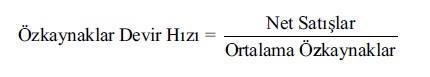 Özkaynaklar Devir Hızı = Net Satışlar / Ortalama Özkaynaklar